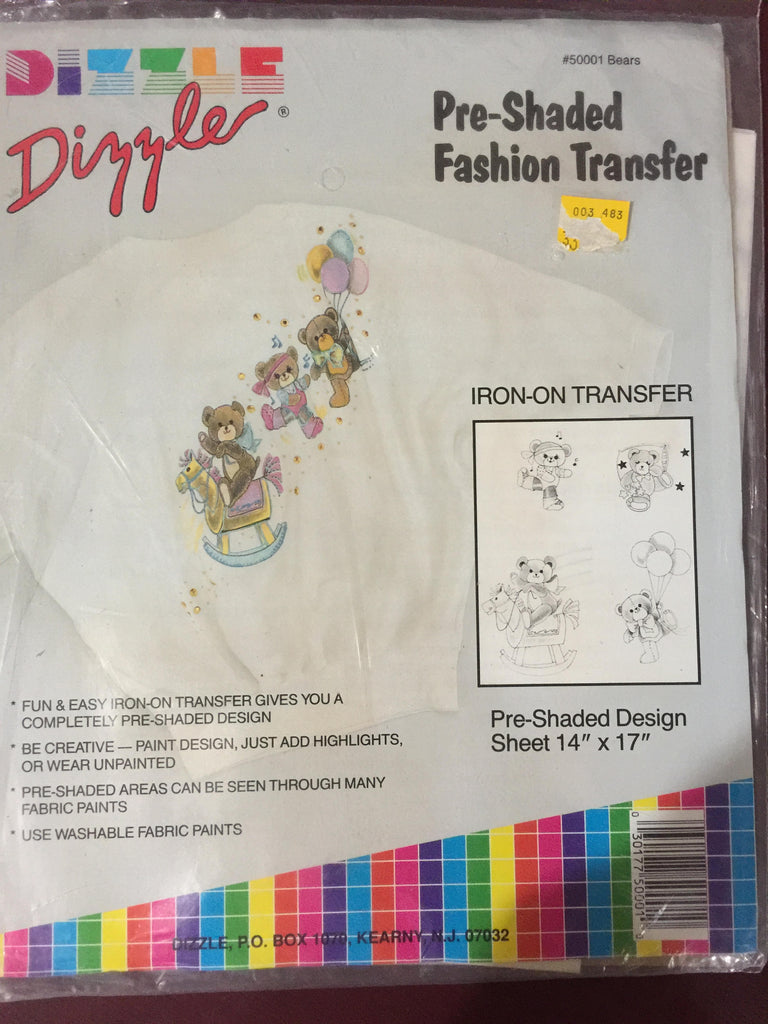 DIZZLE
Dizzle®
#50001 Bears
Pre-Shaded
Fashion Transfer
003 483
IRON-ON TRANSFER
* FUN & EASY IRON-ON TRANSFER GIVES YOU A
COMPLETELY PRE-SHADED DESIGN
* BE CREATIVE — PAINT DESIGN, JUST ADD HIGHLIGHTS,
OR WEAR UNPAINTED
* PRE-SHADED AREAS CAN BE SEEN THROUGH MANY
FABRIC PAINTS
* USE WASHABLE FABRIC PAINTS
Pre-Shaded Design
Sheet 14" x 17"
0 30177 50001
DIZZLE, P.O. BOX 1070, KEARNY, N.J. 07032